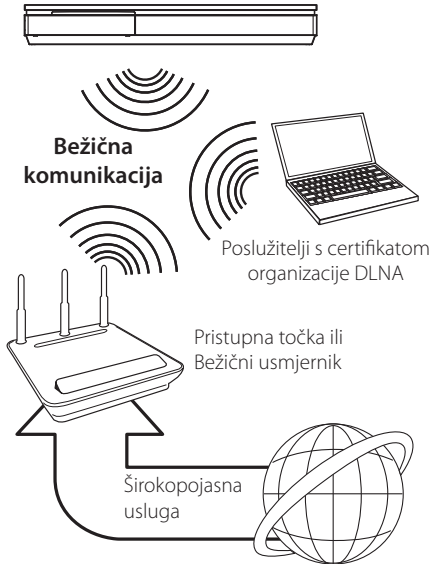 Bežična
komunikacija
Poslužitelji s certifikatom
organizacije DLNA
Pristupna točka ili
Bežični usmjernik
Širokopojasna
usluga